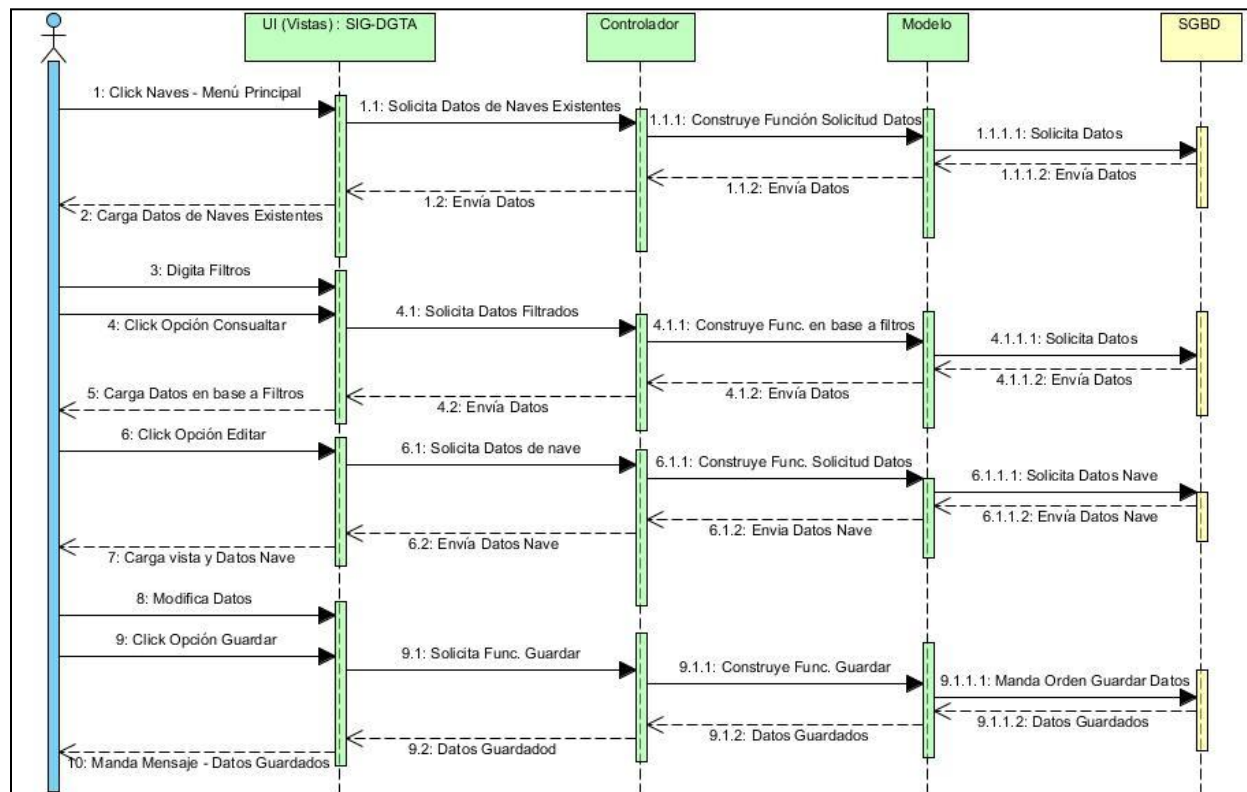 UI (Vistas) : SIG-DGTA
Controlador
Modelo
SGBD
1: Click Naves - Menú Principal
1.1: Solicita Datos de Naves Existentes
1.1.1: Construye Función Solicitud Datos
1.1.1.1: Solicita Datos
1.1.1.2: Envía Datos
1.1.2: Envía Datos
1.2: Envía Datos
2: Carga Datos de Naves Existentes
3: Digita Filtros
4: Click Opción Consualtar
4.1: Solicita Datos Filtrados
4.1.1: Construye Func. en base a filtros
4.1.1.1: Solicita Datos
4.1.1.2: Envía Datos
4.1.2: Envía Datos
4.2: Envía Datos
5: Carga Datos en base a Filtros
6: Click Opción Editar
6.1: Solicita Datos de nave
6.1.1: Construye Func. Solicitud Datos
6.1.1.1: Solicita Datos Nave
6.1.1.2: Envía Datos Nave
6.1.2: Envia Datos Nave
6.2: Envía Datos Nave
7: Carga vista y Datos Nave
8: Modifica Datos
9: Click Opción Guardar
9.1: Solicita Func. Guardar
9.1.1: Construye Func. Guardar
9.1.1.1: Manda Orden Guardar Datos
9.1.1.2: Datos Guardados
9.1.2: Datos Guardados
9.2: Datos Guardadod
10: Manda Mensaje - Datos Guardados